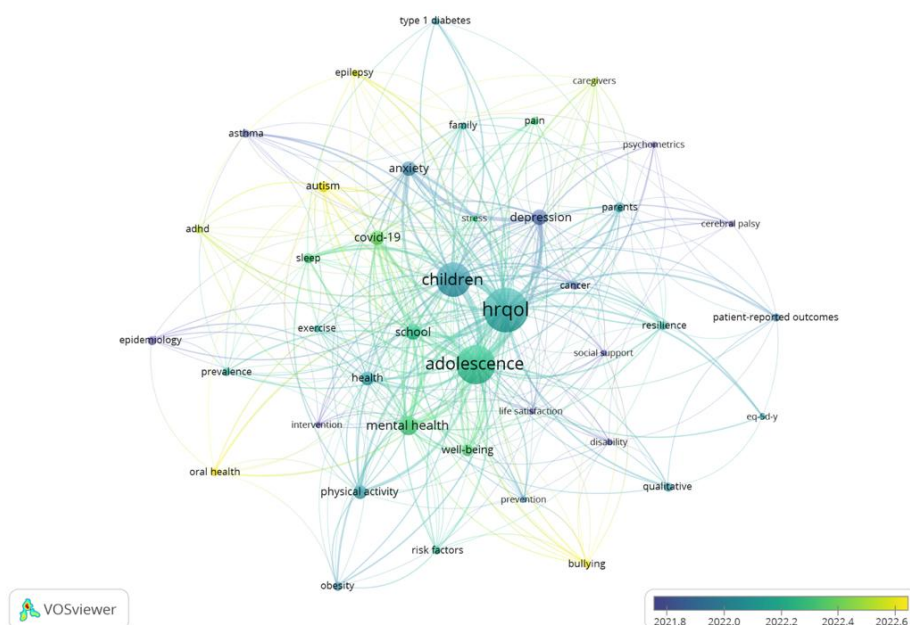 type 1 diabetes
epilepsy
caregivers
family
pain
asthma
psychometrics
anxiety
autism
stress
depression
parents
adhd
cerebral palsy
covid-19
sleep
children
cancer
hrqol
patient-reported outcomes
exercise
school
resilience
epidemiology
social support
prevalence
adolescence
health
life satisfaction
eq-5d-y
intervention
mental health
disability
well-being
oral health
physical activity
prevention
qualitative
risk factors
bullying
obesity
VOSviewer
2021.8 2022.0 2022.2 2022.4 2022.6